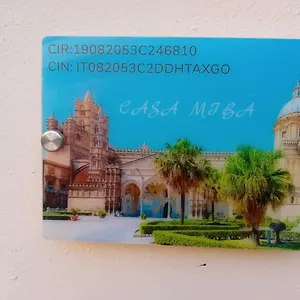 CIR:19082053C246810
CIN: IT082053C2DDHTAXGO
CASA MIBA